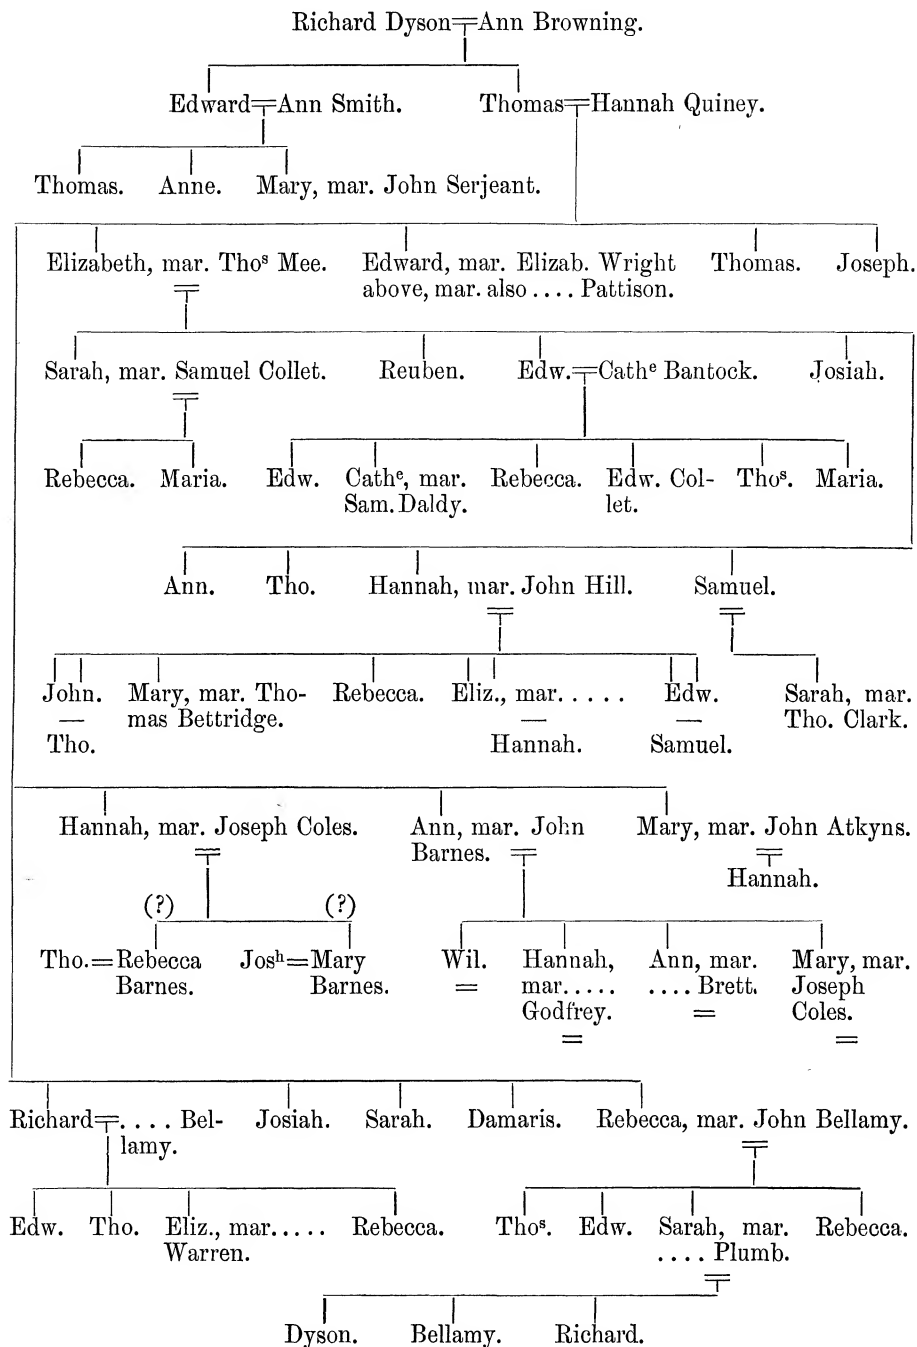 Richard Dyson=Ann Browning.
Edward=Ann Smith. Thomas=Hannah Quiney.
Thomas. Anne. Mary, mar. John Serjeant.
Elizabeth, mar. Thoˢ Mee. Edward, mar. Elizab. Wright Thomas. Joseph.
above, mar. also .... Pattison.
Sarah, mar. Samuel Collet. Reuben. Edw.=Cathᵉ Bantock. Josiah.
Rebecca. Maria. Edw. Cathᵉ, mar. Rebecca. Edw. Col- Thoˢ. Maria.
Sam. Daldy. let.
Ann. Tho. Hannah, mar. John Hill. Samuel.
John. Mary, mar. Tho- Rebecca. Eliz., mar..... Edw. Sarah, mar.
— mas Bettridge. — — Tho. Clark.
Tho. Hannah. Samuel.
Hannah, mar. Joseph Coles. Ann, mar. John Mary, mar. John Atkyns.
Barnes.
Hannah.
(?) (?)
Tho.=Rebecca Josʰ=Mary Wil. Hannah, Ann, mar. Mary, mar.
Barnes. Barnes. mar..... .... Brett. Joseph
Godfrey. Coles.
Richard=.... Bel- Josiah. Sarah. Damaris. Rebecca, mar. John Bellamy.
lamy.
Edw. Tho. Eliz., mar..... Rebecca. Thoˢ. Edw. Sarah, mar. Rebecca.
Warren. .... Plumb.
Dyson. Bellamy. Richard.